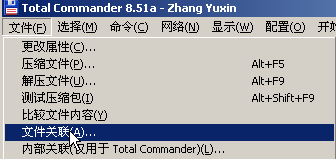 Total Commander 8.51a - Zhang Yuxin
文件(F) 选择(M) 命令(C) 网络(N) 显示(W) 配置(O) 开
更改属性(C)...
压缩文件(P)... Alt+F5
解压文件(U)... Alt+F9
测试压缩包(I) Alt+Shift+F9
比较文件内容(Y)
文件关联(A)...
内部关联(仅用于 Total Commander)(L)...